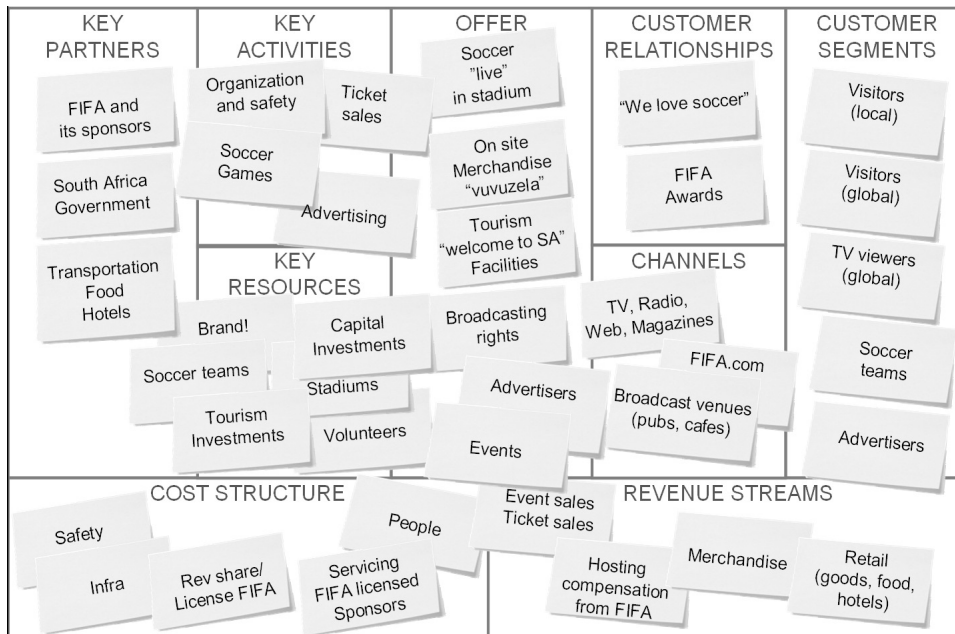 KEY
PARTNERS
FIFA and
its sponsors
South Africa
Government
Transportation
Food
Hotels
KEY
ACTIVITIES
Organization
and safety
Ticket
sales
Soccer
Games
Advertising
KEY
RESOURCES
Brand!
Capital
Investments
Soccer teams
Stadiums
Tourism
Investments
Volunteers
OFFER
Soccer
”live”
in stadium
On site
Merchandise
“vuvuzela”
Tourism
“welcome to SA”
Facilities
Broadcasting
rights
Advertisers
Events
CUSTOMER
RELATIONSHIPS
“We love soccer”
FIFA
Awards
CHANNELS
TV, Radio,
Web, Magazines
FIFA.com
Broadcast venues
(pubs, cafes)
CUSTOMER
SEGMENTS
Visitors
(local)
Visitors
(global)
TV viewers
(global)
Soccer
teams
Advertisers
COST STRUCTURE
Safety
Infra
Rev share/
License FIFA
People
Servicing
FIFA licensed
Sponsors
REVENUE STREAMS
Event sales
Ticket sales
Hosting
compensation
from FIFA
Merchandise
Retail
(goods, food,
hotels)